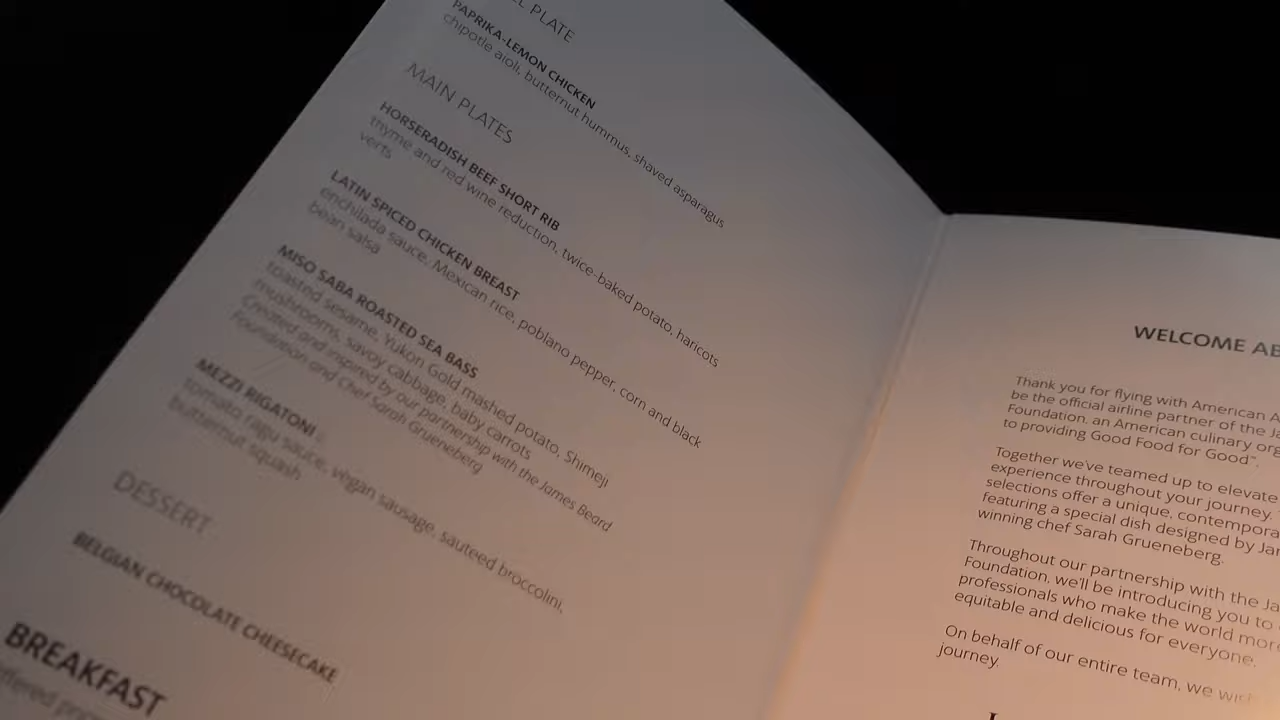 PLATE
PAPRIKA-LEMON CHICKEN
chipotle aioli, butternut hummus, shaved asparagus
MAIN PLATES
HORSERADISH BEEF SHORT RIB
thyme and red wine reduction, twice-baked potato, haricots
verts
LATIN SPICED CHICKEN BREAST
enchilada sauce, Mexican rice, poblano pepper, corn and black
bean salsa
MISO SABA ROASTED SEA BASS
toasted sesame, Yukon Gold mashed potato, Shimeji
mushrooms, savoy cabbage, baby carrots
Created and inspired by our partnership with the James Beard
Foundation and Chef Sarah Grueneberg
MEZZI RIGATONI
tomato ragu sauce, vegan sausage, sauteed broccolini,
butternut squash
DESSERT
BELGIAN CHOCOLATE CHEESECAKE
BREAKFAST
WELCOME
Thank you for flying with American
be the official airline partner of the
Foundation, an American culinary
to providing Good Food for Good".
Together we've teamed up to elevate
experience throughout your journey.
selections offer a unique,
featuring a special dish designed by
winning chef Sarah Grueneberg.
Throughout our partnership with the
Foundation, we'll be introducing you to
professionals who make the world more
equitable and delicious for everyone.
On behalf of our entire team, we
journey.